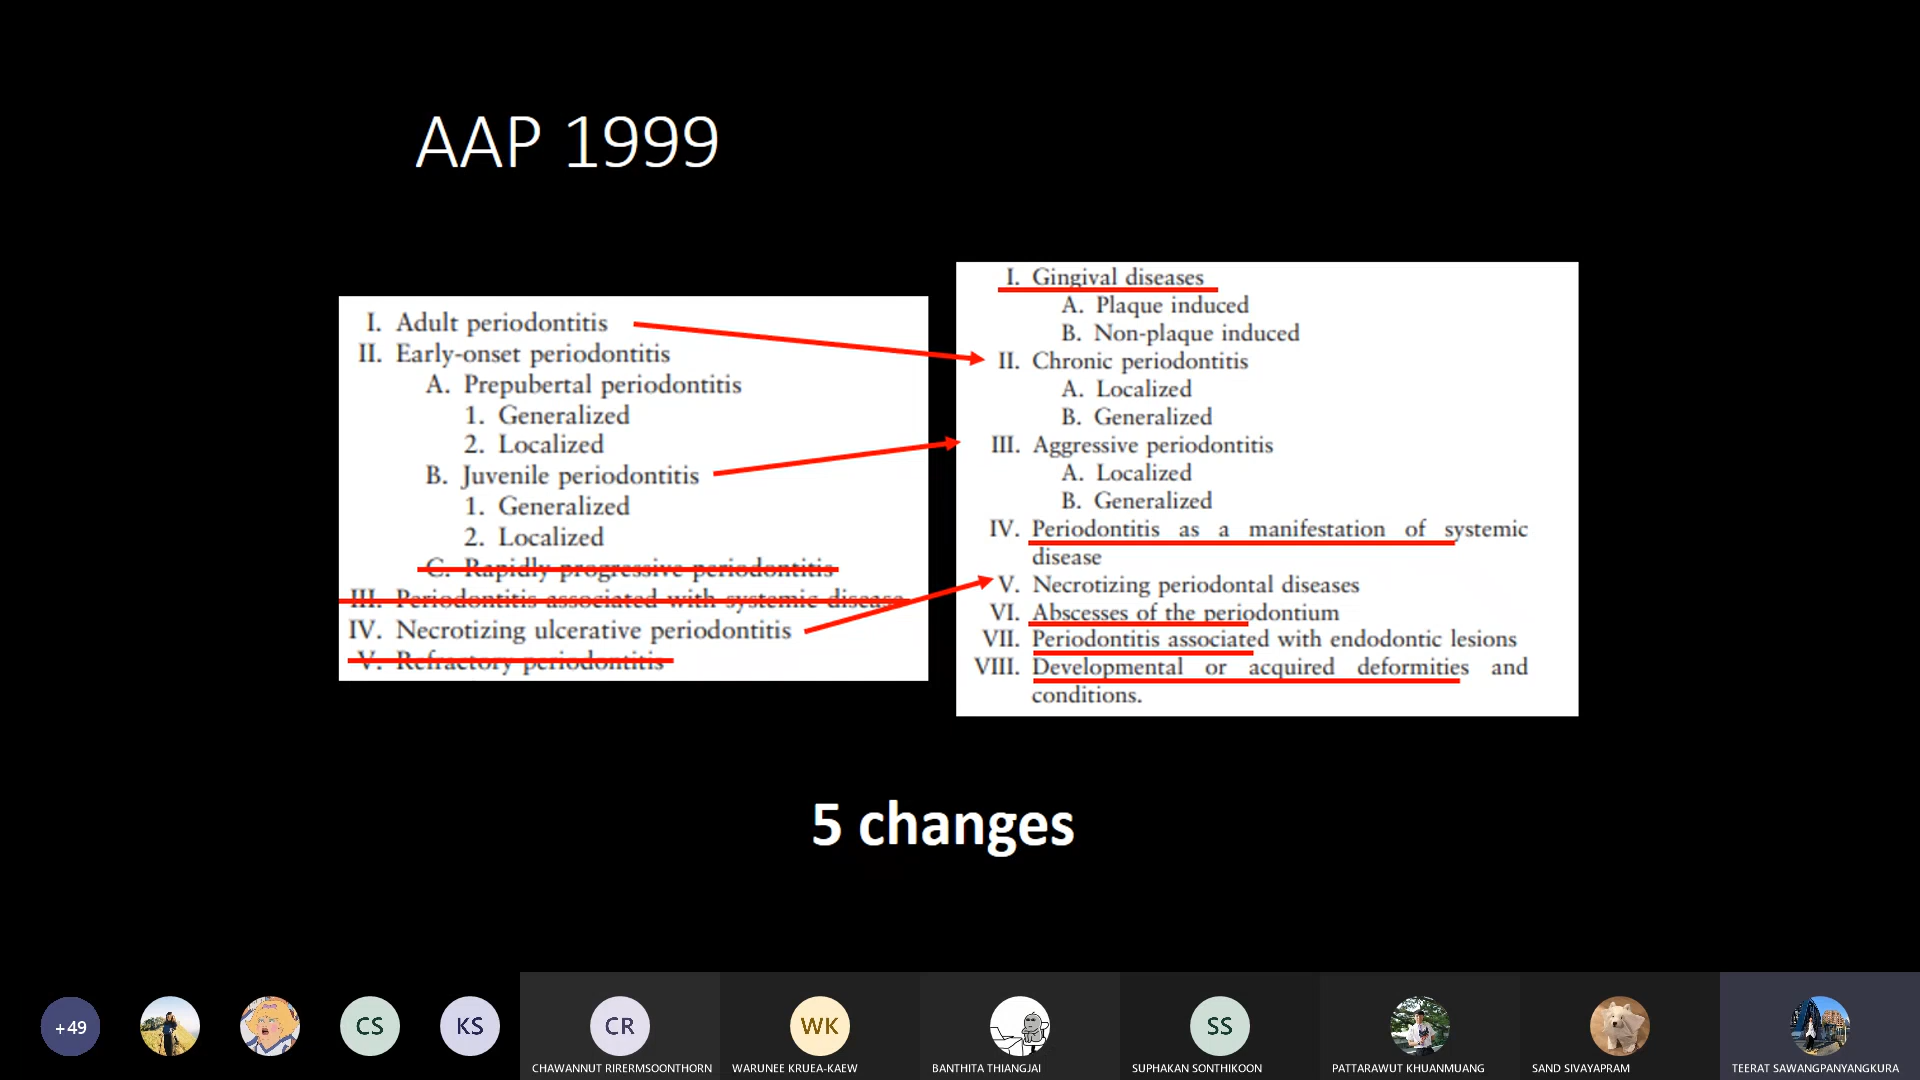 AAP 1999
I. Adult periodontitis
II. Early-onset periodontitis
A. Prepubertal periodontitis
1. Generalized
2. Localized
B. Juvenile periodontitis
1. Generalized
2. Localized
C. Rapidly progressive periodontitis
III. Periodontitis associated with systemic disease
IV. Necrotizing ulcerative periodontitis
V. Refractory periodontitis
I. Gingival diseases
A. Plaque induced
B. Non-plaque induced
II. Chronic periodontitis
A. Localized
B. Generalized
III. Aggressive periodontitis
A. Localized
B. Generalized
IV. Periodontitis as a manifestation of systemic
disease
V. Necrotizing periodontal diseases
VI. Abscesses of the periodontium
VII. Periodontitis associated with endodontic lesions
VIII. Developmental or acquired deformities and
conditions.
5 changes
+49
CS
KS
CR
WK
SS
CHAWANNUT RIRERMSOONTHORN
WARUNEE KRUEA-KAEW
BANTHITA THIANGJAI
SUPHAKAN SONTHIKOON
PATTARAWUT KHUANMUANG
SAND SIVAYAPRAM
TEERAT SAWANGPANYANGKURA